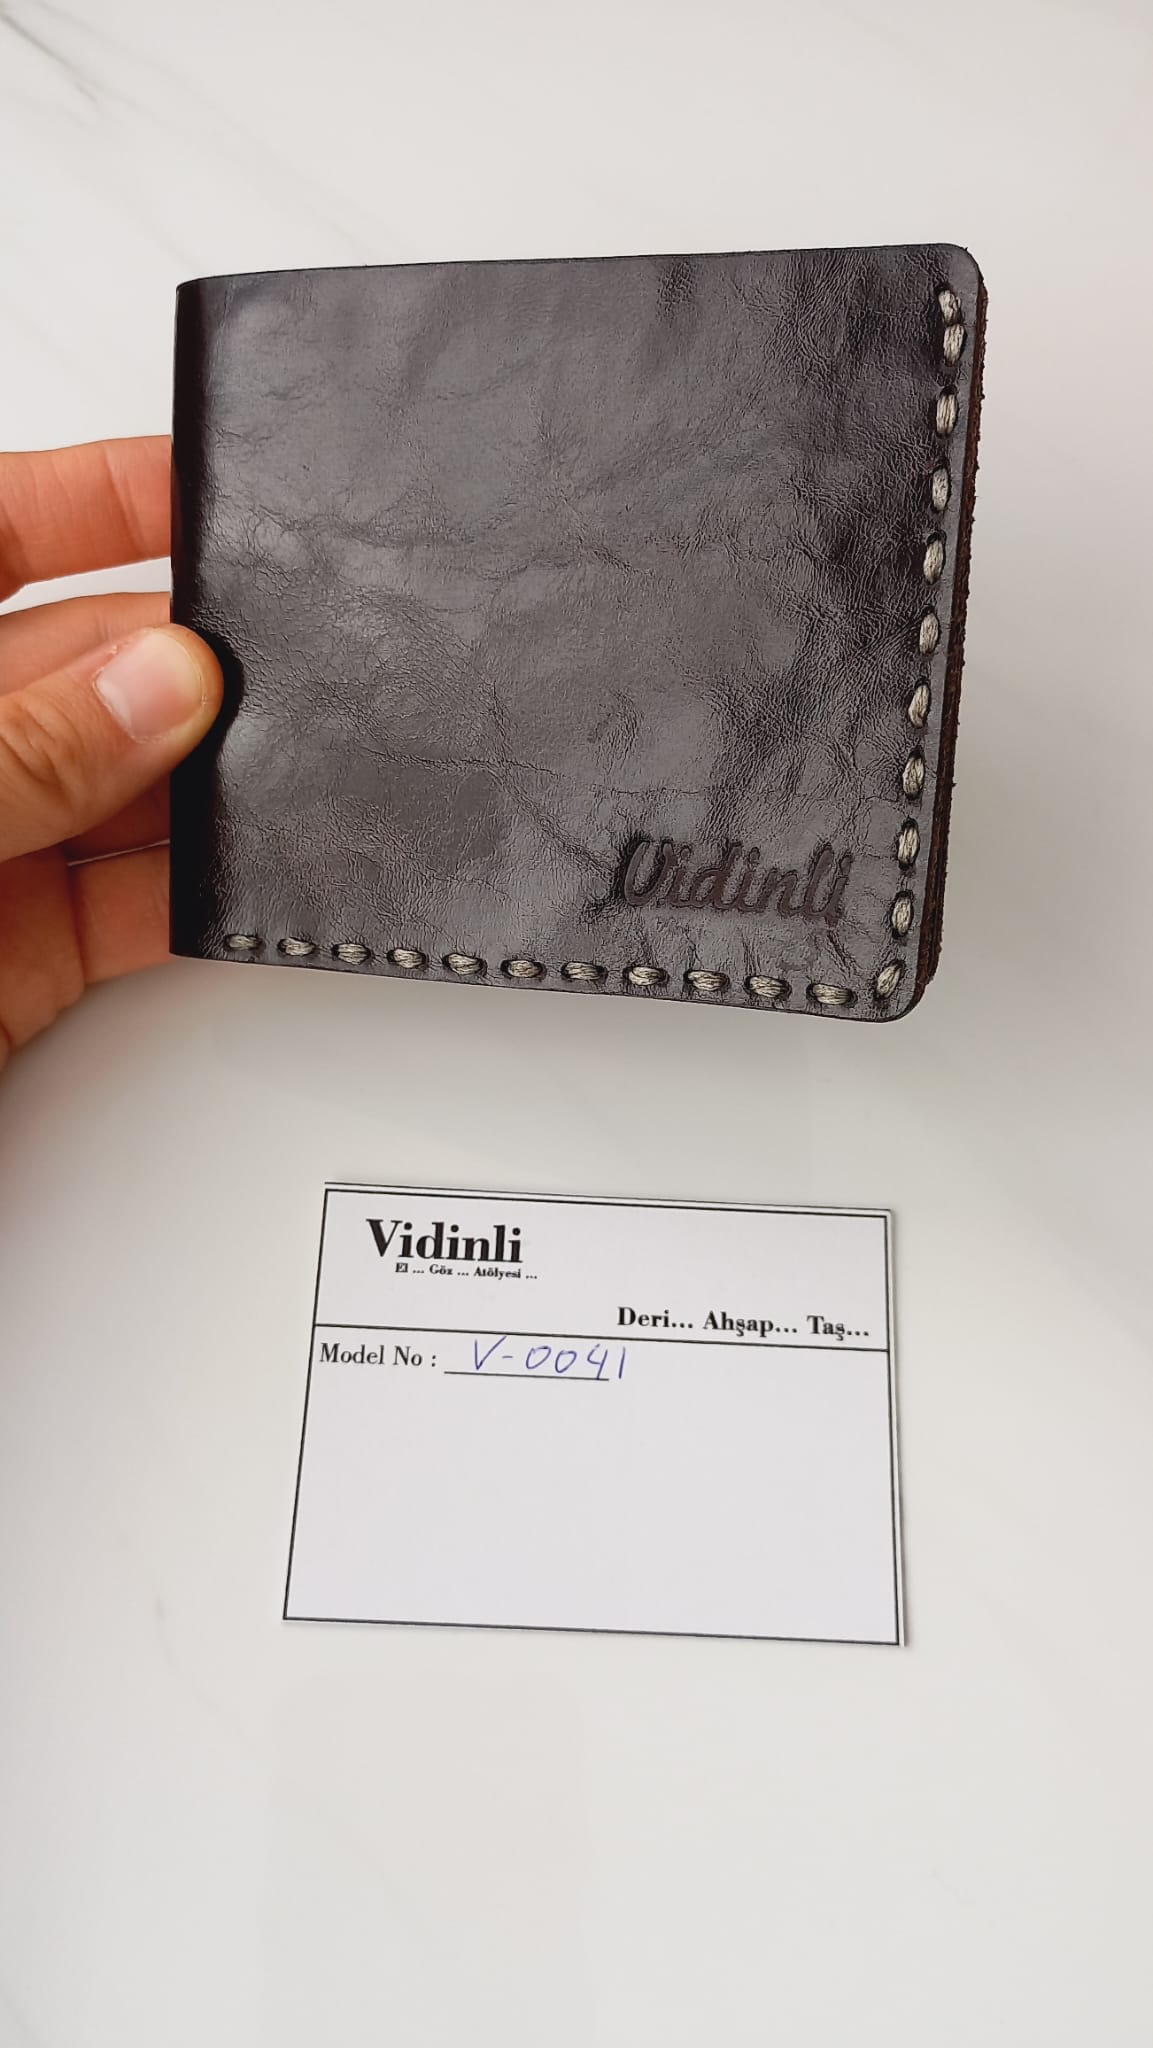 Vidinli
Vidinli
El ... Göz ... Atölyesi ...
Deri... Ahşap... Taş...
Model No : V-0041